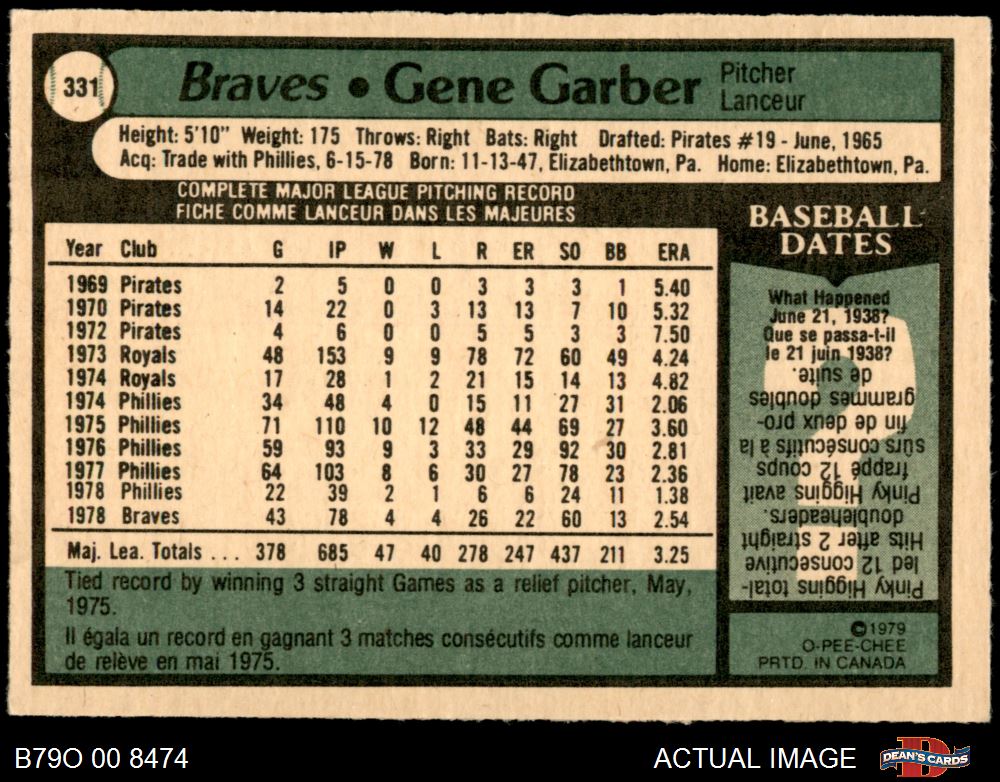 331
Braves • Gene Garber
Pitcher
Lanceur
Height: 5'10" Weight: 175 Throws: Right Bats: Right Drafted: Pirates #19 - June, 1965
Acq: Trade with Phillies, 6-15-78 Born: 11-13-47, Elizabethtown, Pa. Home: Elizabethtown, Pa.
COMPLETE MAJOR LEAGUE PITCHING RECORD
FICHE COMME LANCEUR DANS LES MAJEURES
Year Club G IP W L R ER SO BB ERA
1969 Pirates 2 5 0 0 3 3 3 1 5.40
1970 Pirates 14 22 0 3 13 13 7 10 5.32
1972 Pirates 4 6 0 0 5 5 3 3 7.50
1973 Royals 48 153 9 9 78 72 60 49 4.24
1974 Royals 17 28 1 2 21 15 14 13 4.82
1974 Phillies 34 48 4 0 15 11 27 31 2.06
1975 Phillies 71 110 10 12 48 44 69 27 3.60
1976 Phillies 59 93 9 3 33 29 92 30 2.81
1977 Phillies 64 103 8 6 30 27 78 23 2.36
1978 Phillies 22 39 2 1 6 6 24 11 1.38
1978 Braves 43 78 4 4 26 22 60 13 2.54
Maj. Lea. Totals ... 378 685 47 40 278 247 437 211 3.25
Tied record by winning 3 straight Games as a relief pitcher, May,
1975.
Il égala un record en gagnant 3 matches consécutifs comme lanceur
de relève en mai 1975.
BASEBALL
DATES
What Happened
June 21, 1938?
Que se passa-t-il
le 21 juin 1938?
Pinky Higgins total-
led 12 consecutive
Hits after 2 straight
doubleheaders.
Pinky Higgins avait
frappé 12 coups
sûrs consécutifs à la
fin de deux pro-
grammes doubles
de suite.
©1979
O-PEE-CHEE
PRTD. IN CANADA
B79O 00 8474
ACTUAL IMAGE
DEAN'S CARDS